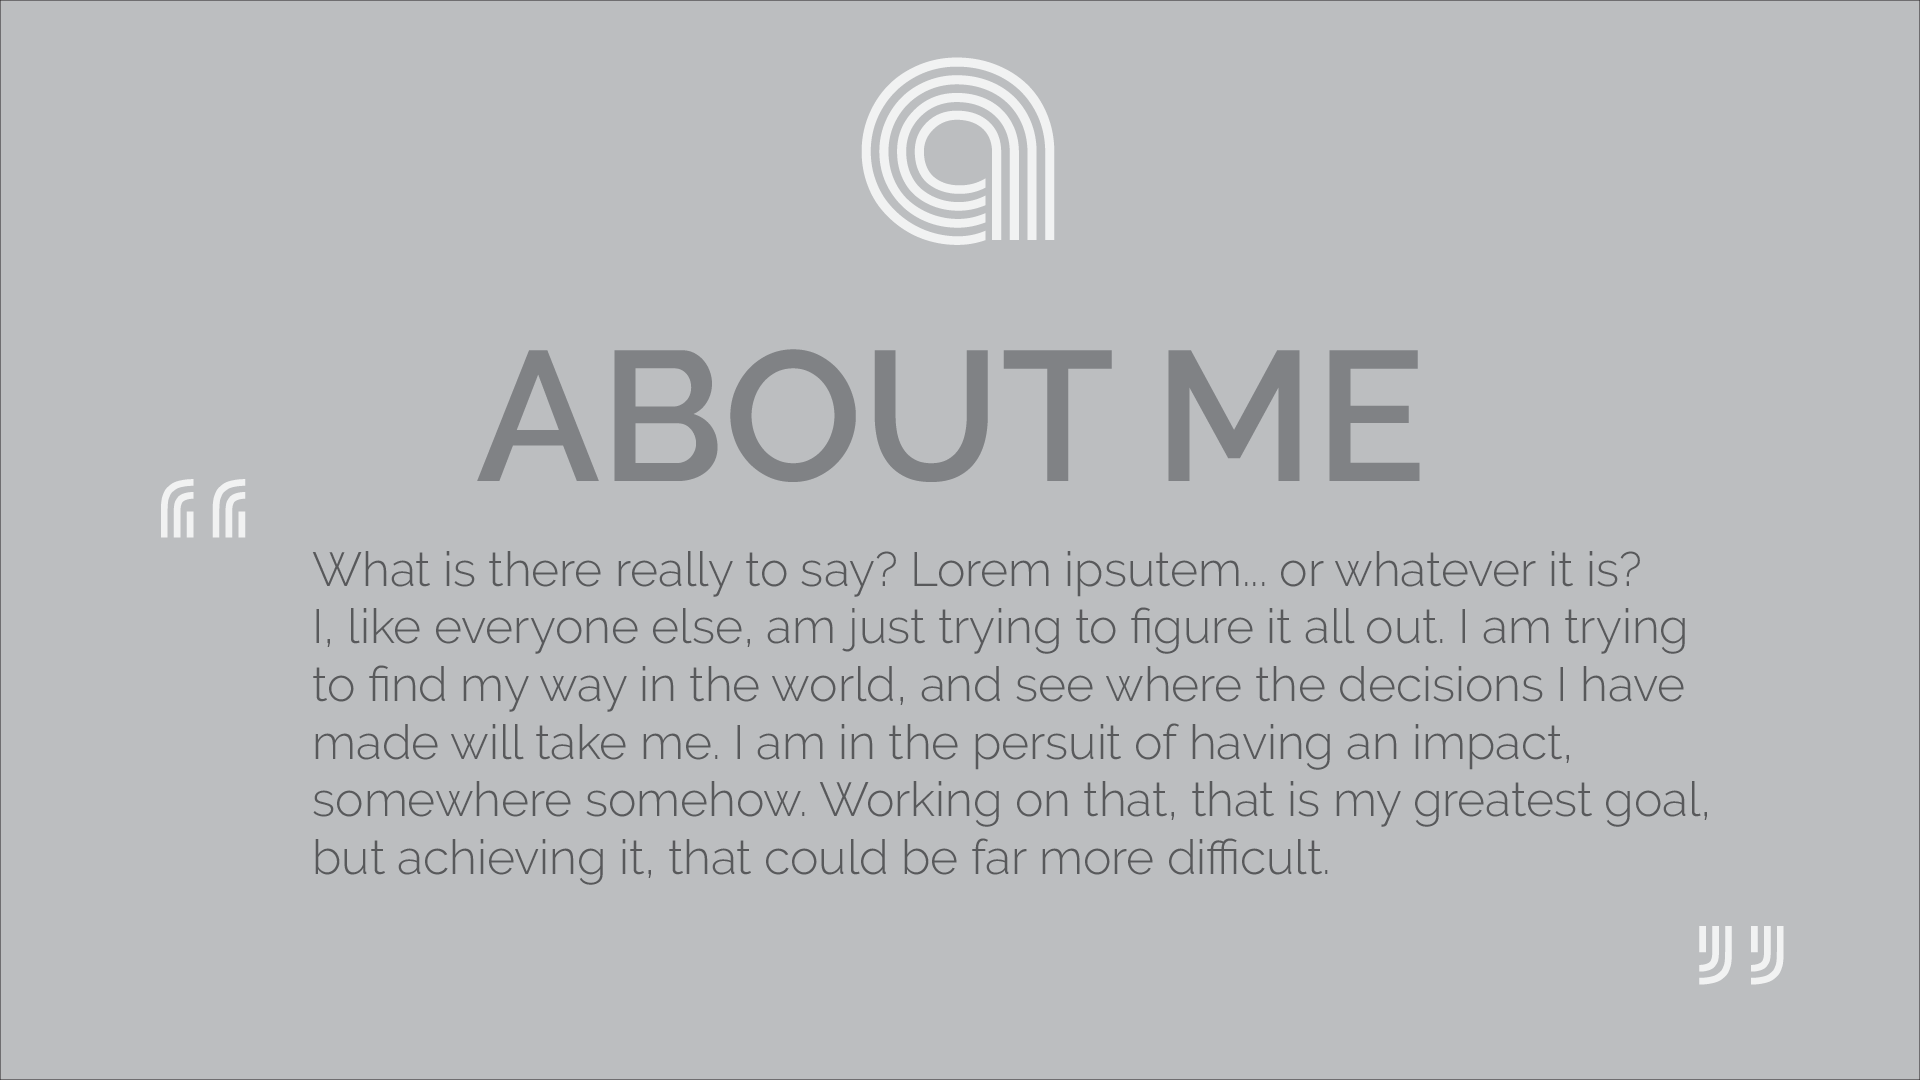 a
ABOUT ME
“
What is there really to say? Lorem ipsutem... or whatever it is?
I, like everyone else, am just trying to figure it all out. I am trying
to find my way in the world, and see where the decisions I have
made will take me. I am in the persuit of having an impact,
somewhere somehow. Working on that, that is my greatest goal,
but achieving it, that could be far more difficult.
”